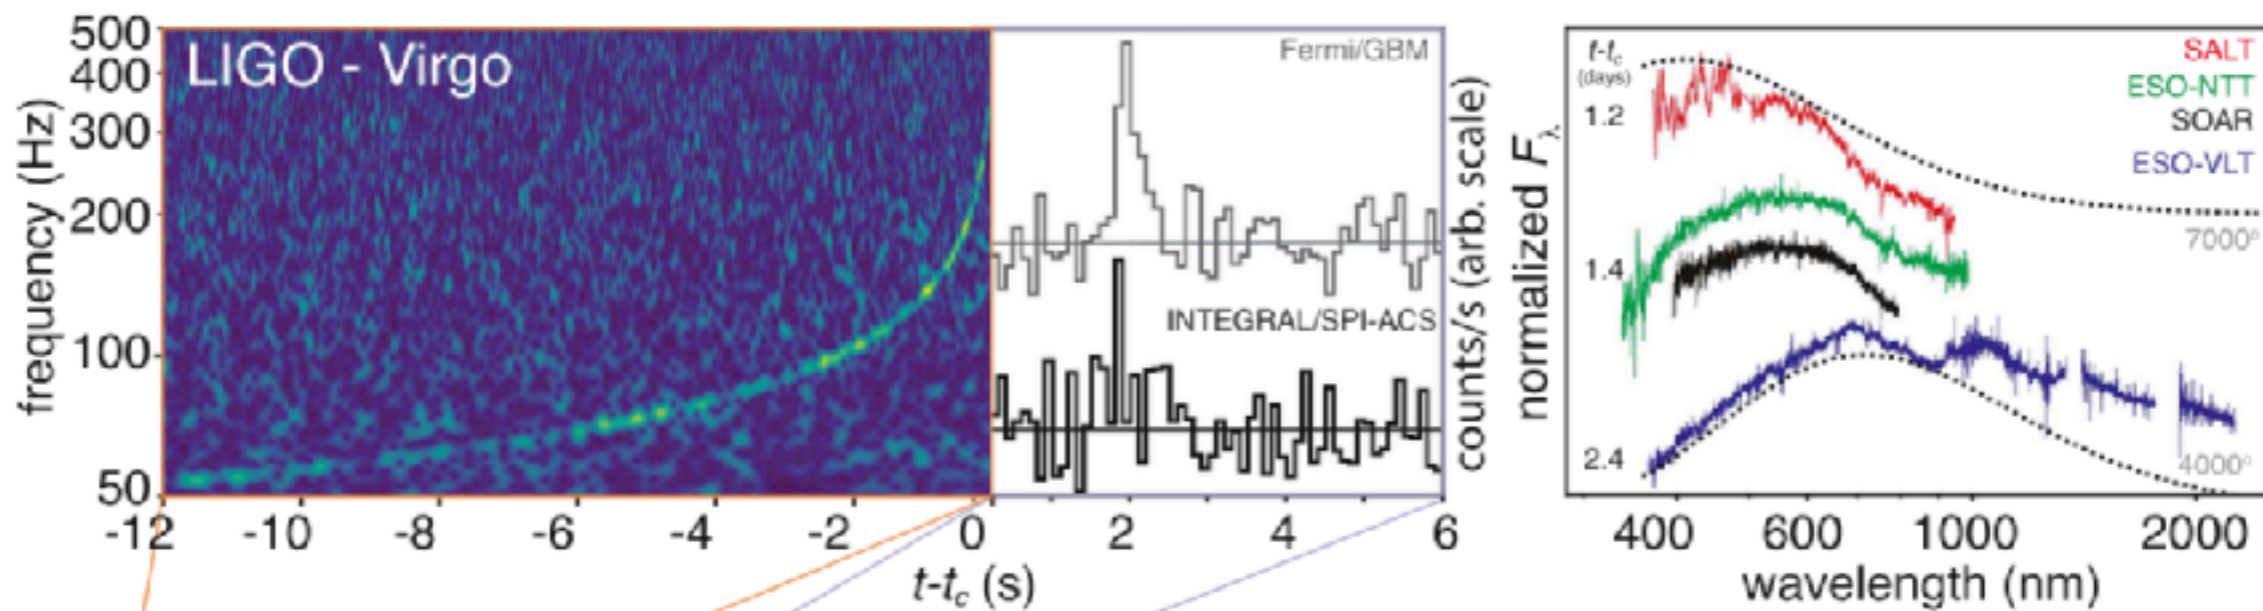 500
400
300
200
100
50
frequency (Hz)
LIGO - Virgo
-12 -10 -8 -6 -4 -2 0 2 4 6
t-tc (s)
Fermi/GBM
INTEGRAL/SPI-ACS
counts/s (arb. scale)
normalized Fλ
t-tc
(days)
1.2
1.4
2.4
SALT
ESO-NTT
SOAR
ESO-VLT
7000°
4000°
400 600 1000 2000
wavelength (nm)